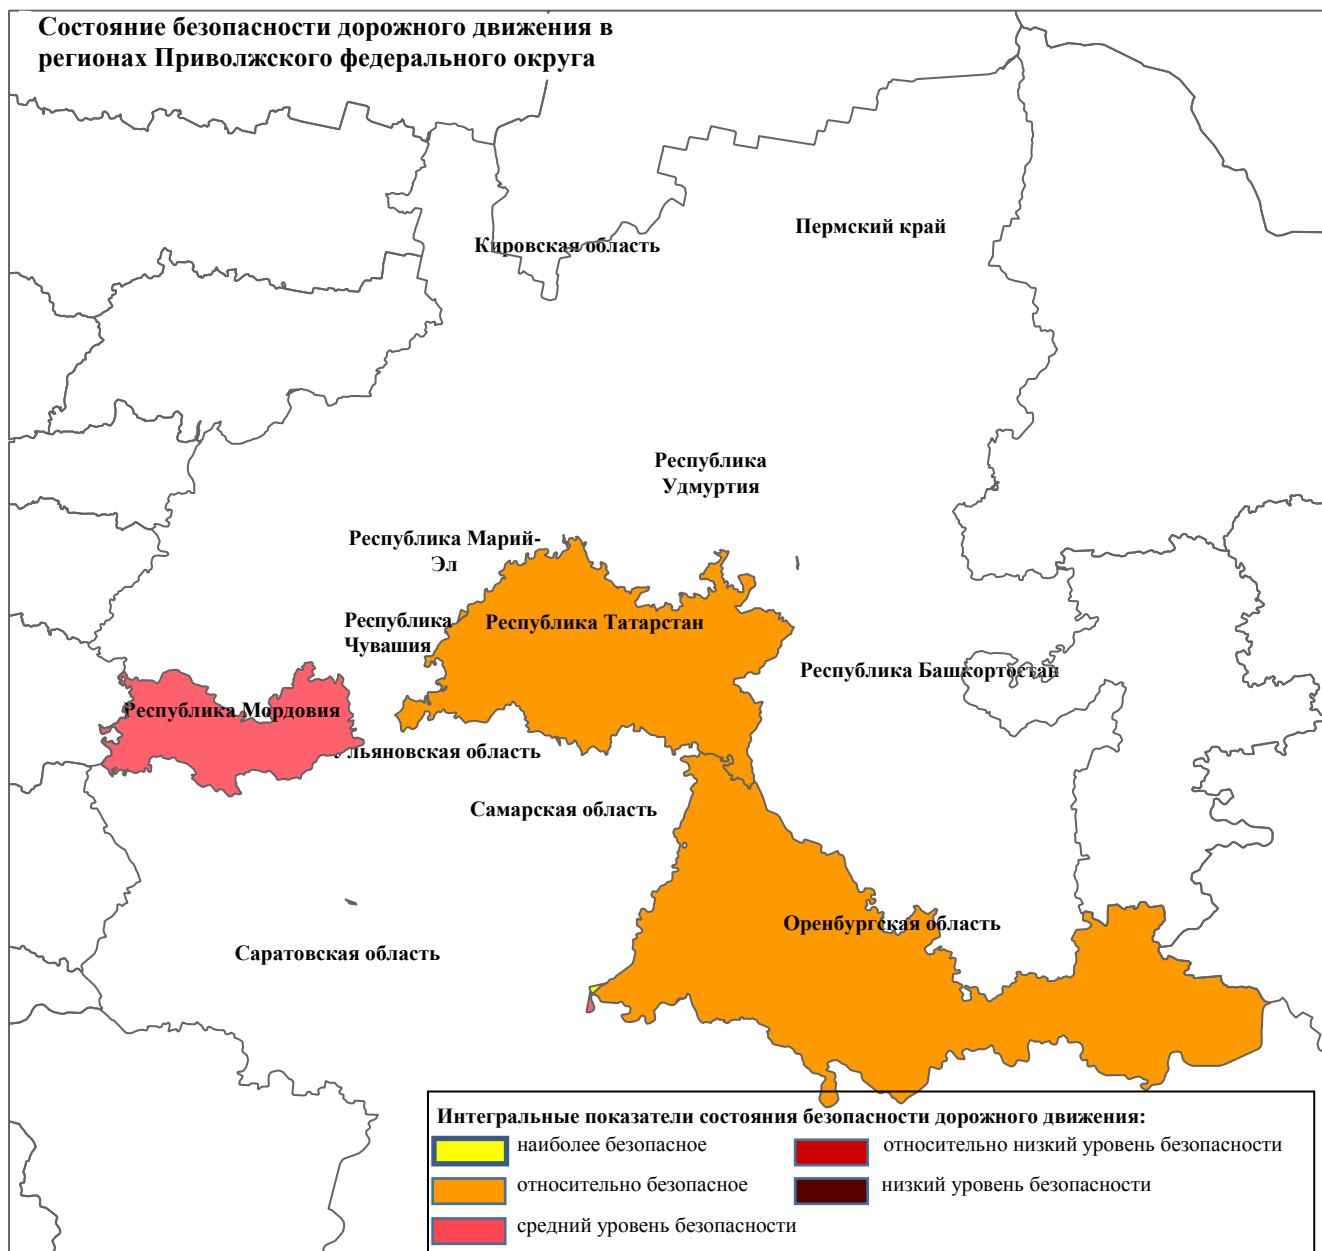 Состояние безопасности дорожного движения в
регионах Приволжского федерального округа
Пермский край
Кировская область
Республика
Удмуртия
Республика Марий-
Эл
Республика
Чувашия
Республика Татарстан
Республика Башкортостан
Республика Мордовия
Ульяновская область
Самарская область
Оренбургская область
Саратовская область
Интегральные показатели состояния безопасности дорожного движения:
наиболее безопасное
относительно низкий уровень безопасности
относительно безопасное
низкий уровень безопасности
средний уровень безопасности